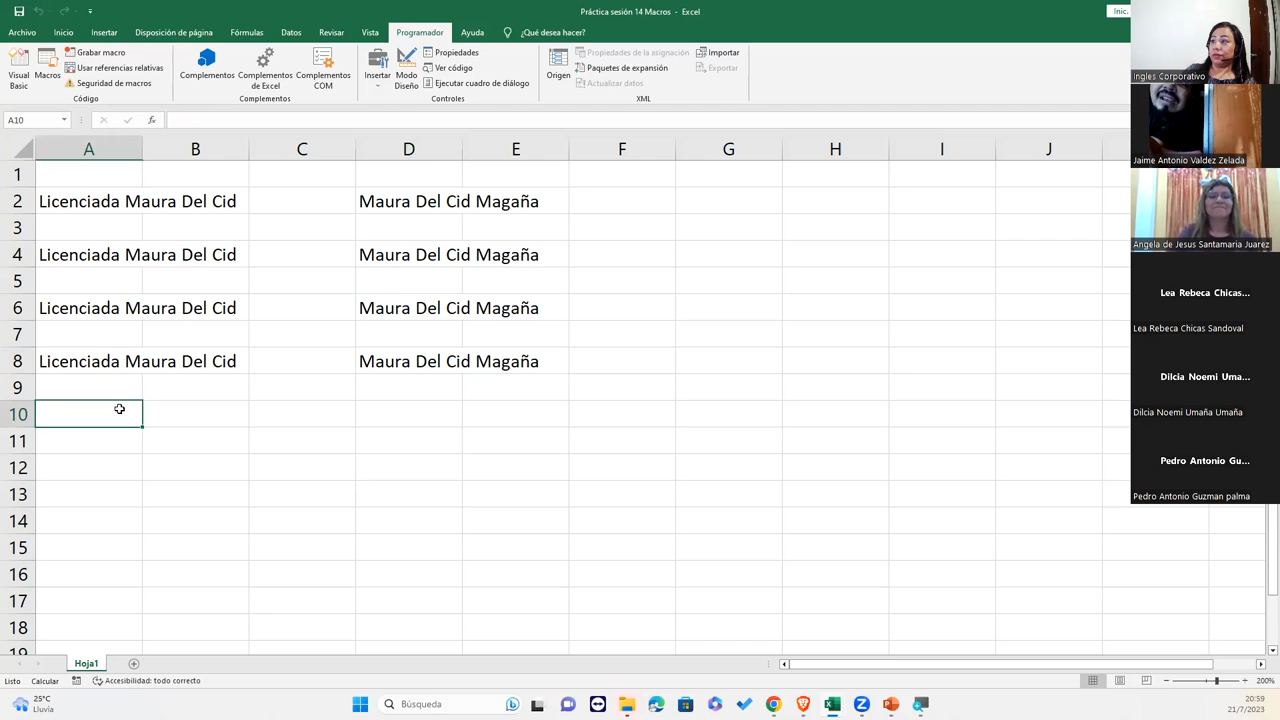 Práctica sesión 14 Macros - Excel
Inic.
Archivo Inicio Insertar Disposición de página Fórmulas Datos Revisar Vista Programador Ayuda ¿Qué desea hacer?
Visual Basic
Macros
Grabar macro
Usar referencias relativas
Seguridad de macros
Código
Complementos
Complementos de Excel
Complementos COM
Complementos
Insertar
Modo Diseño
Propiedades
Ver código
Ejecutar cuadro de diálogo
Controles
Origen
Propiedades de la asignación
Paquetes de expansión
Actualizar datos
Importar
Exportar
XML
A10
fx
A B C D E F G H I J
1
2 Licenciada Maura Del Cid Maura Del Cid Magaña
3
4 Licenciada Maura Del Cid Maura Del Cid Magaña
5
6 Licenciada Maura Del Cid Maura Del Cid Magaña
7
8 Licenciada Maura Del Cid Maura Del Cid Magaña
9
10
11
12
13
14
15
16
17
18
19
Hoja1
Listo Calcular Accesibilidad: todo correcto
200%
25°C
Lluvia
Búsqueda
20:59
21/7/2023
Ingles Corporativo
Jaime Antonio Valdez Zelada
Angela de Jesus Santamaria Juarez
Lea Rebeca Chicas...
Lea Rebeca Chicas Sandoval
Dilcia Noemi Uma...
Dilcia Noemi Umaña Umaña
Pedro Antonio Gu...
Pedro Antonio Guzman palma